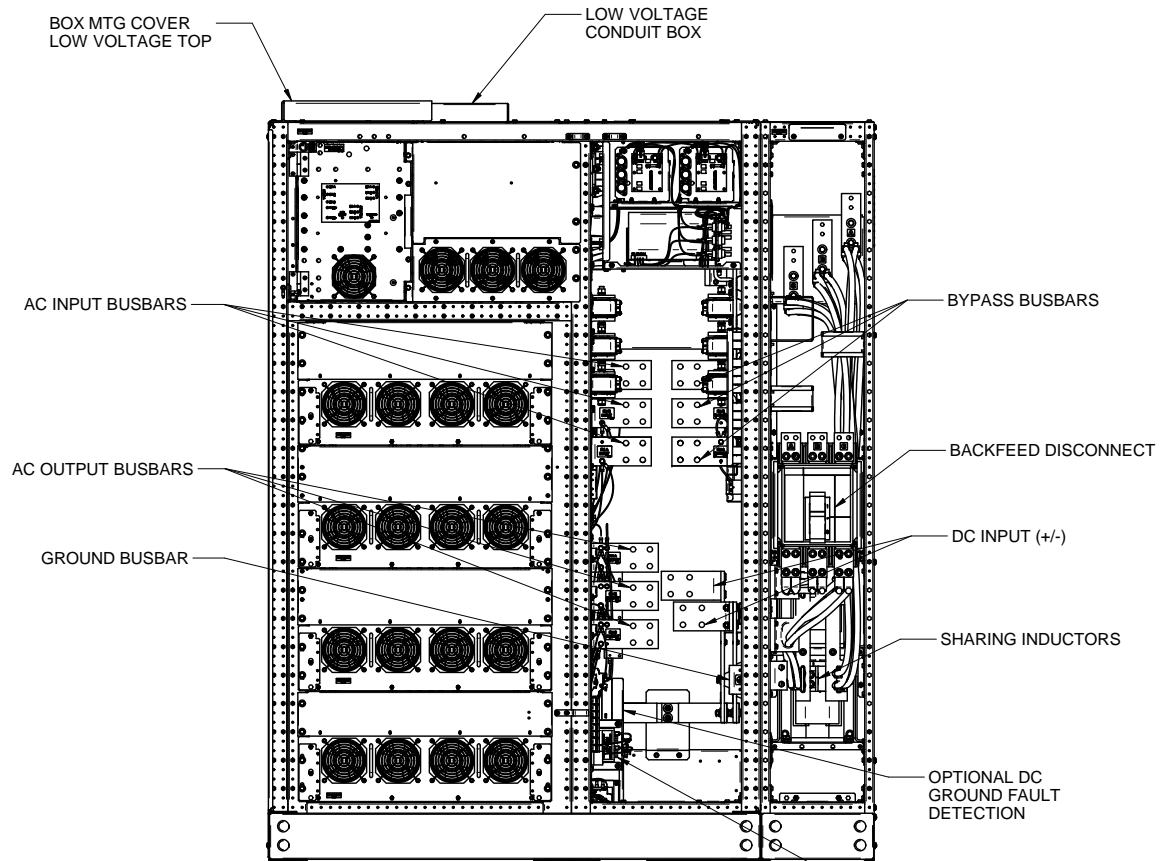 BOX MTG COVER
LOW VOLTAGE TOP
LOW VOLTAGE
CONDUIT BOX
AC INPUT BUSBARS
BYPASS BUSBARS
AC OUTPUT BUSBARS
BACKFEED DISCONNECT
GROUND BUSBAR
DC INPUT (+/-)
SHARING INDUCTORS
OPTIONAL DC
GROUND FAULT
DETECTION